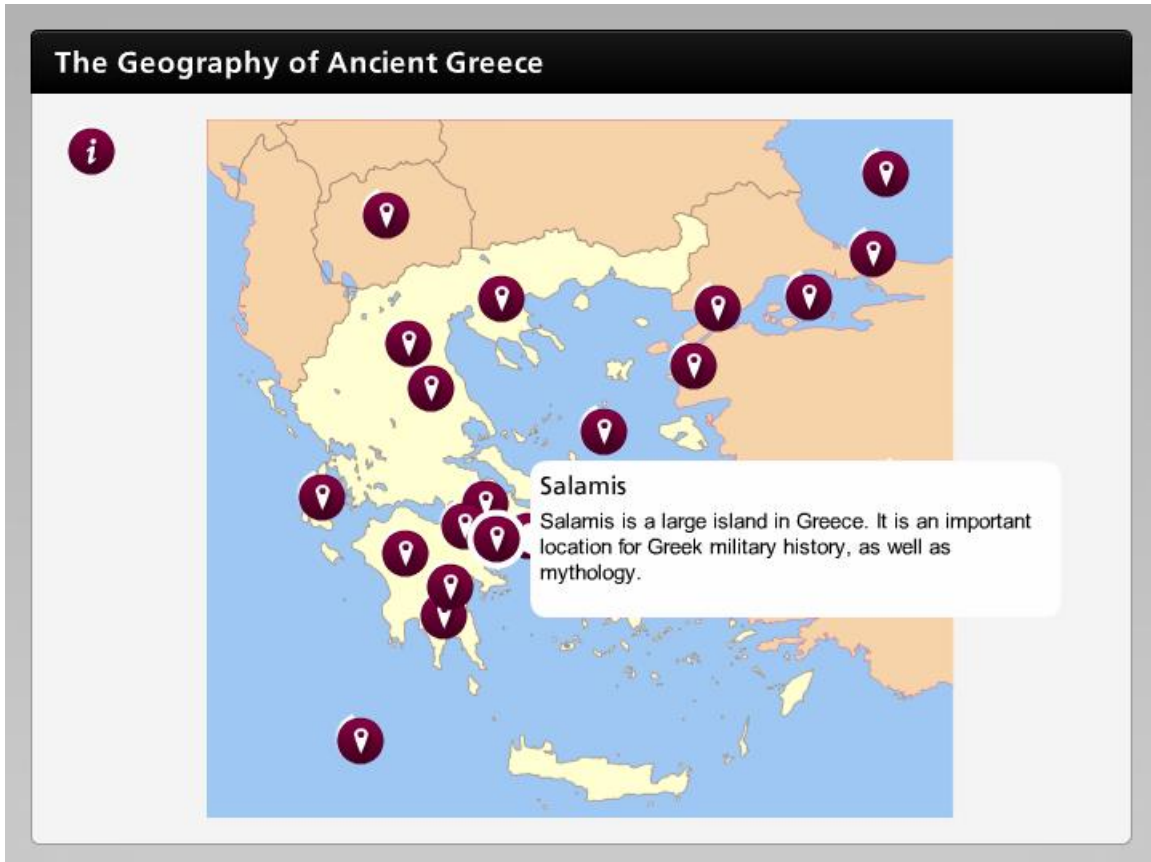 The Geography of Ancient Greece
i
Salamis
Salamis is a large island in Greece. It is an important
location for Greek military history, as well as
mythology.